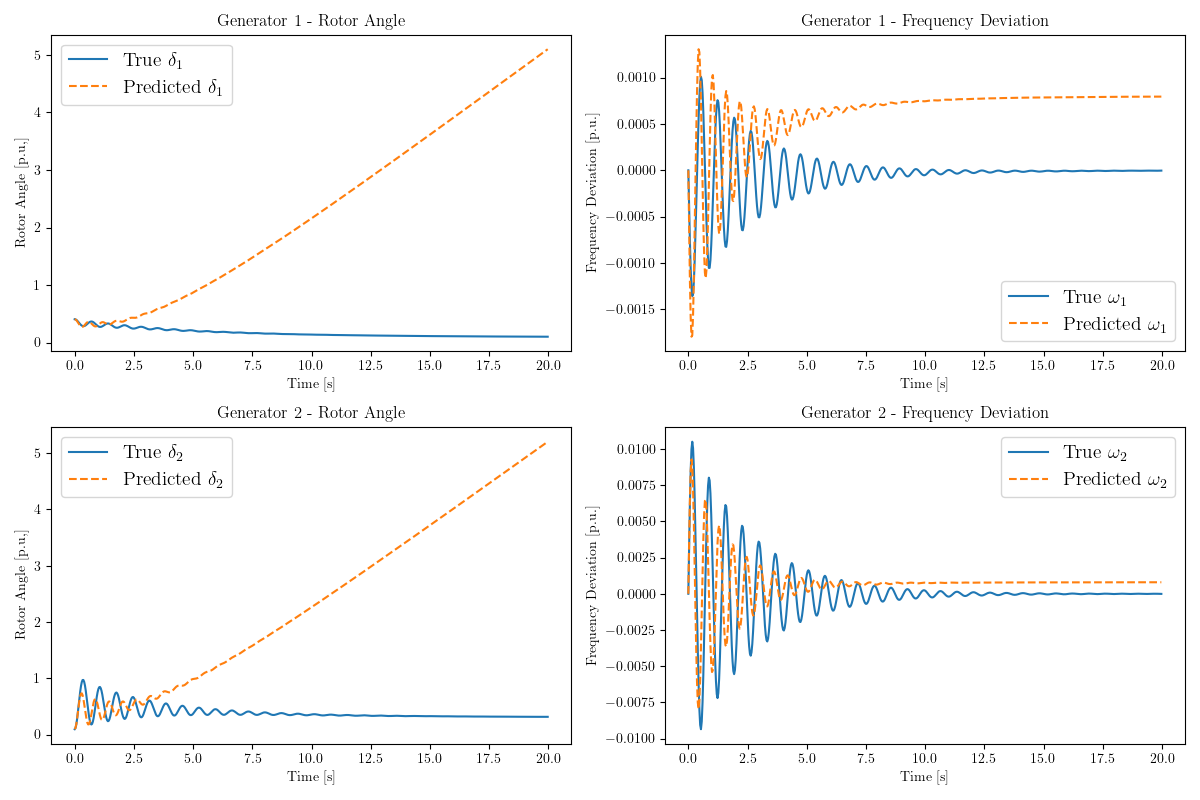 Generator 1 - Rotor Angle
Rotor Angle [p.u,]
5
4
3
2
1
0
True δ₁
Predicted δ₁
0.0 2.5 5.0 7.5 10.0 12.5 15.0 17.5 20.0
Time [s]
Generator 1 - Frequency Deviation
Frequency Deviation [p.u.]
0.0010
0.0005
0.0000
−0.0005
−0.0010
−0.0015
True ω₁
Predicted ω₁
0.0 2.5 5.0 7.5 10.0 12.5 15.0 17.5 20.0
Time [s]
Generator 2 - Rotor Angle
Rotor Angle [p.u,]
5
4
3
2
1
0
True δ₂
Predicted δ₂
0.0 2.5 5.0 7.5 10.0 12.5 15.0 17.5 20.0
Time [s]
Generator 2 - Frequency Deviation
Frequency Deviation [p.u.]
0.0100
0.0075
0.0050
0.0025
0.0000
−0.0025
−0.0050
−0.0075
−0.0100
True ω₂
Predicted ω₂
0.0 2.5 5.0 7.5 10.0 12.5 15.0 17.5 20.0
Time [s]